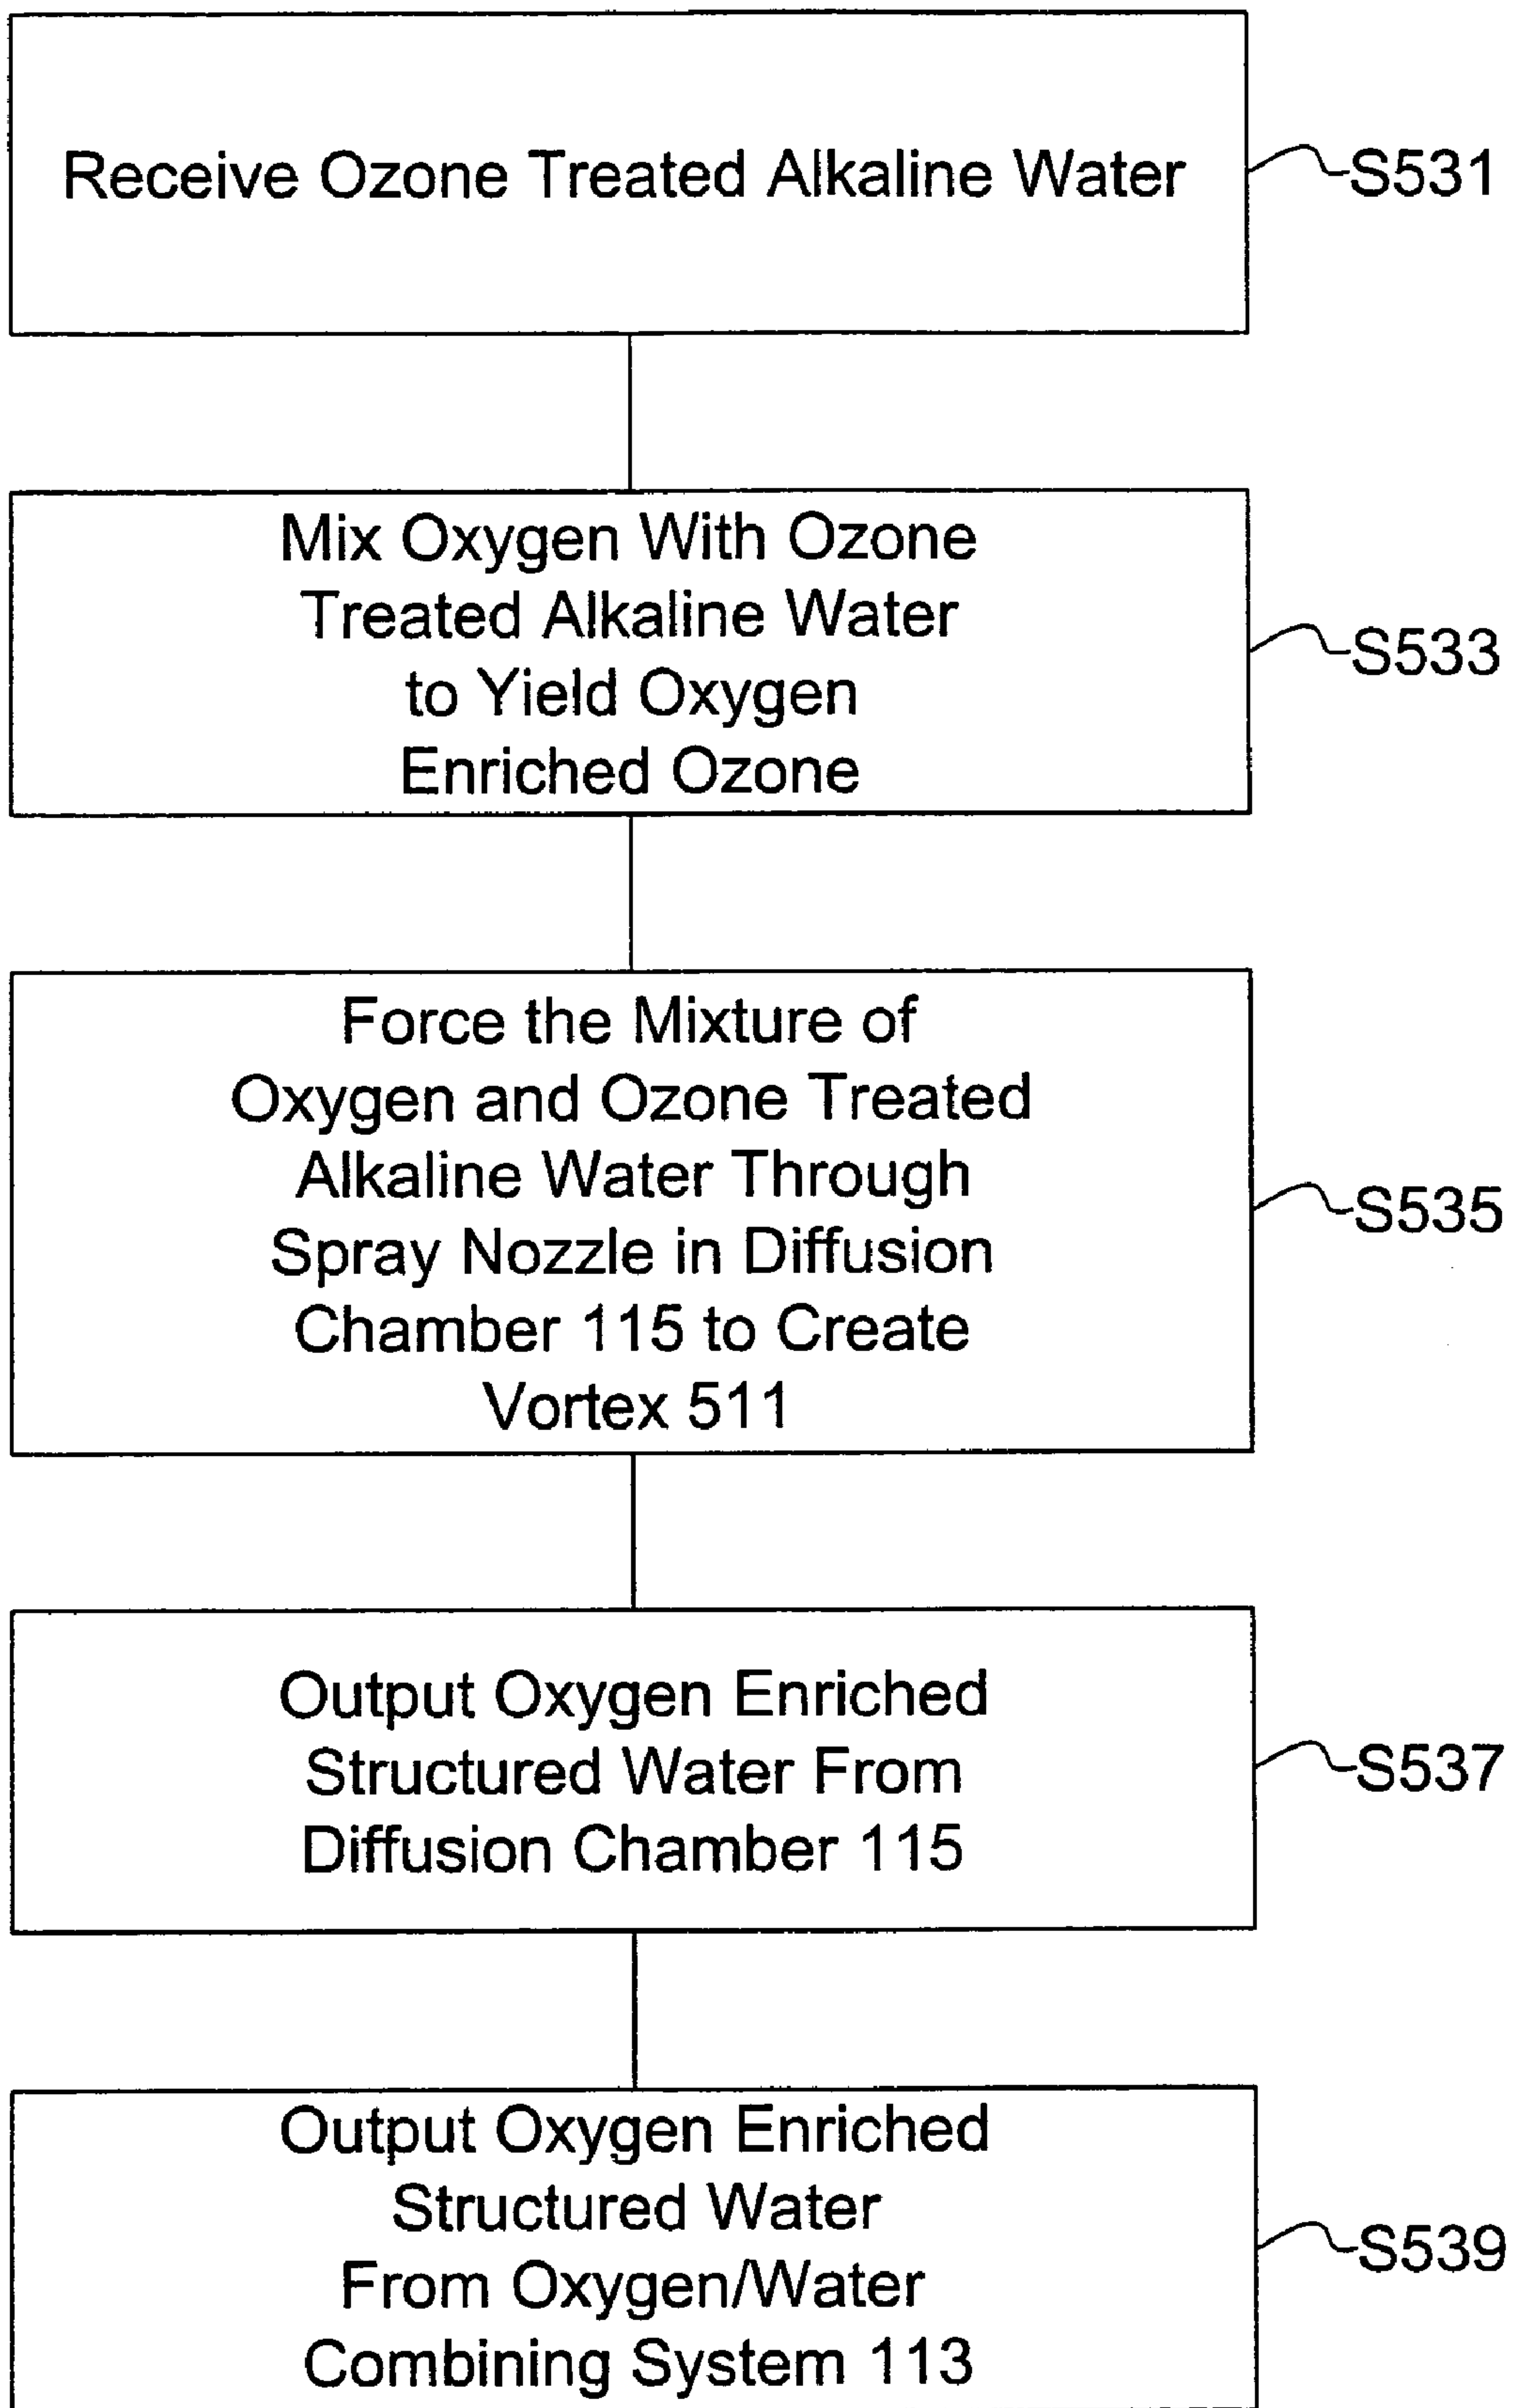 Receive Ozone Treated Alkaline Water
S531
Mix Oxygen With Ozone
Treated Alkaline Water
to Yield Oxygen
Enriched Ozone
S533
Force the Mixture of
Oxygen and Ozone Treated
Alkaline Water Through
Spray Nozzle in Diffusion
Chamber 115 to Create
Vortex 511
S535
Output Oxygen Enriched
Structured Water From
Diffusion Chamber 115
S537
Output Oxygen Enriched
Structured Water
From Oxygen/Water
Combining System 113
S539